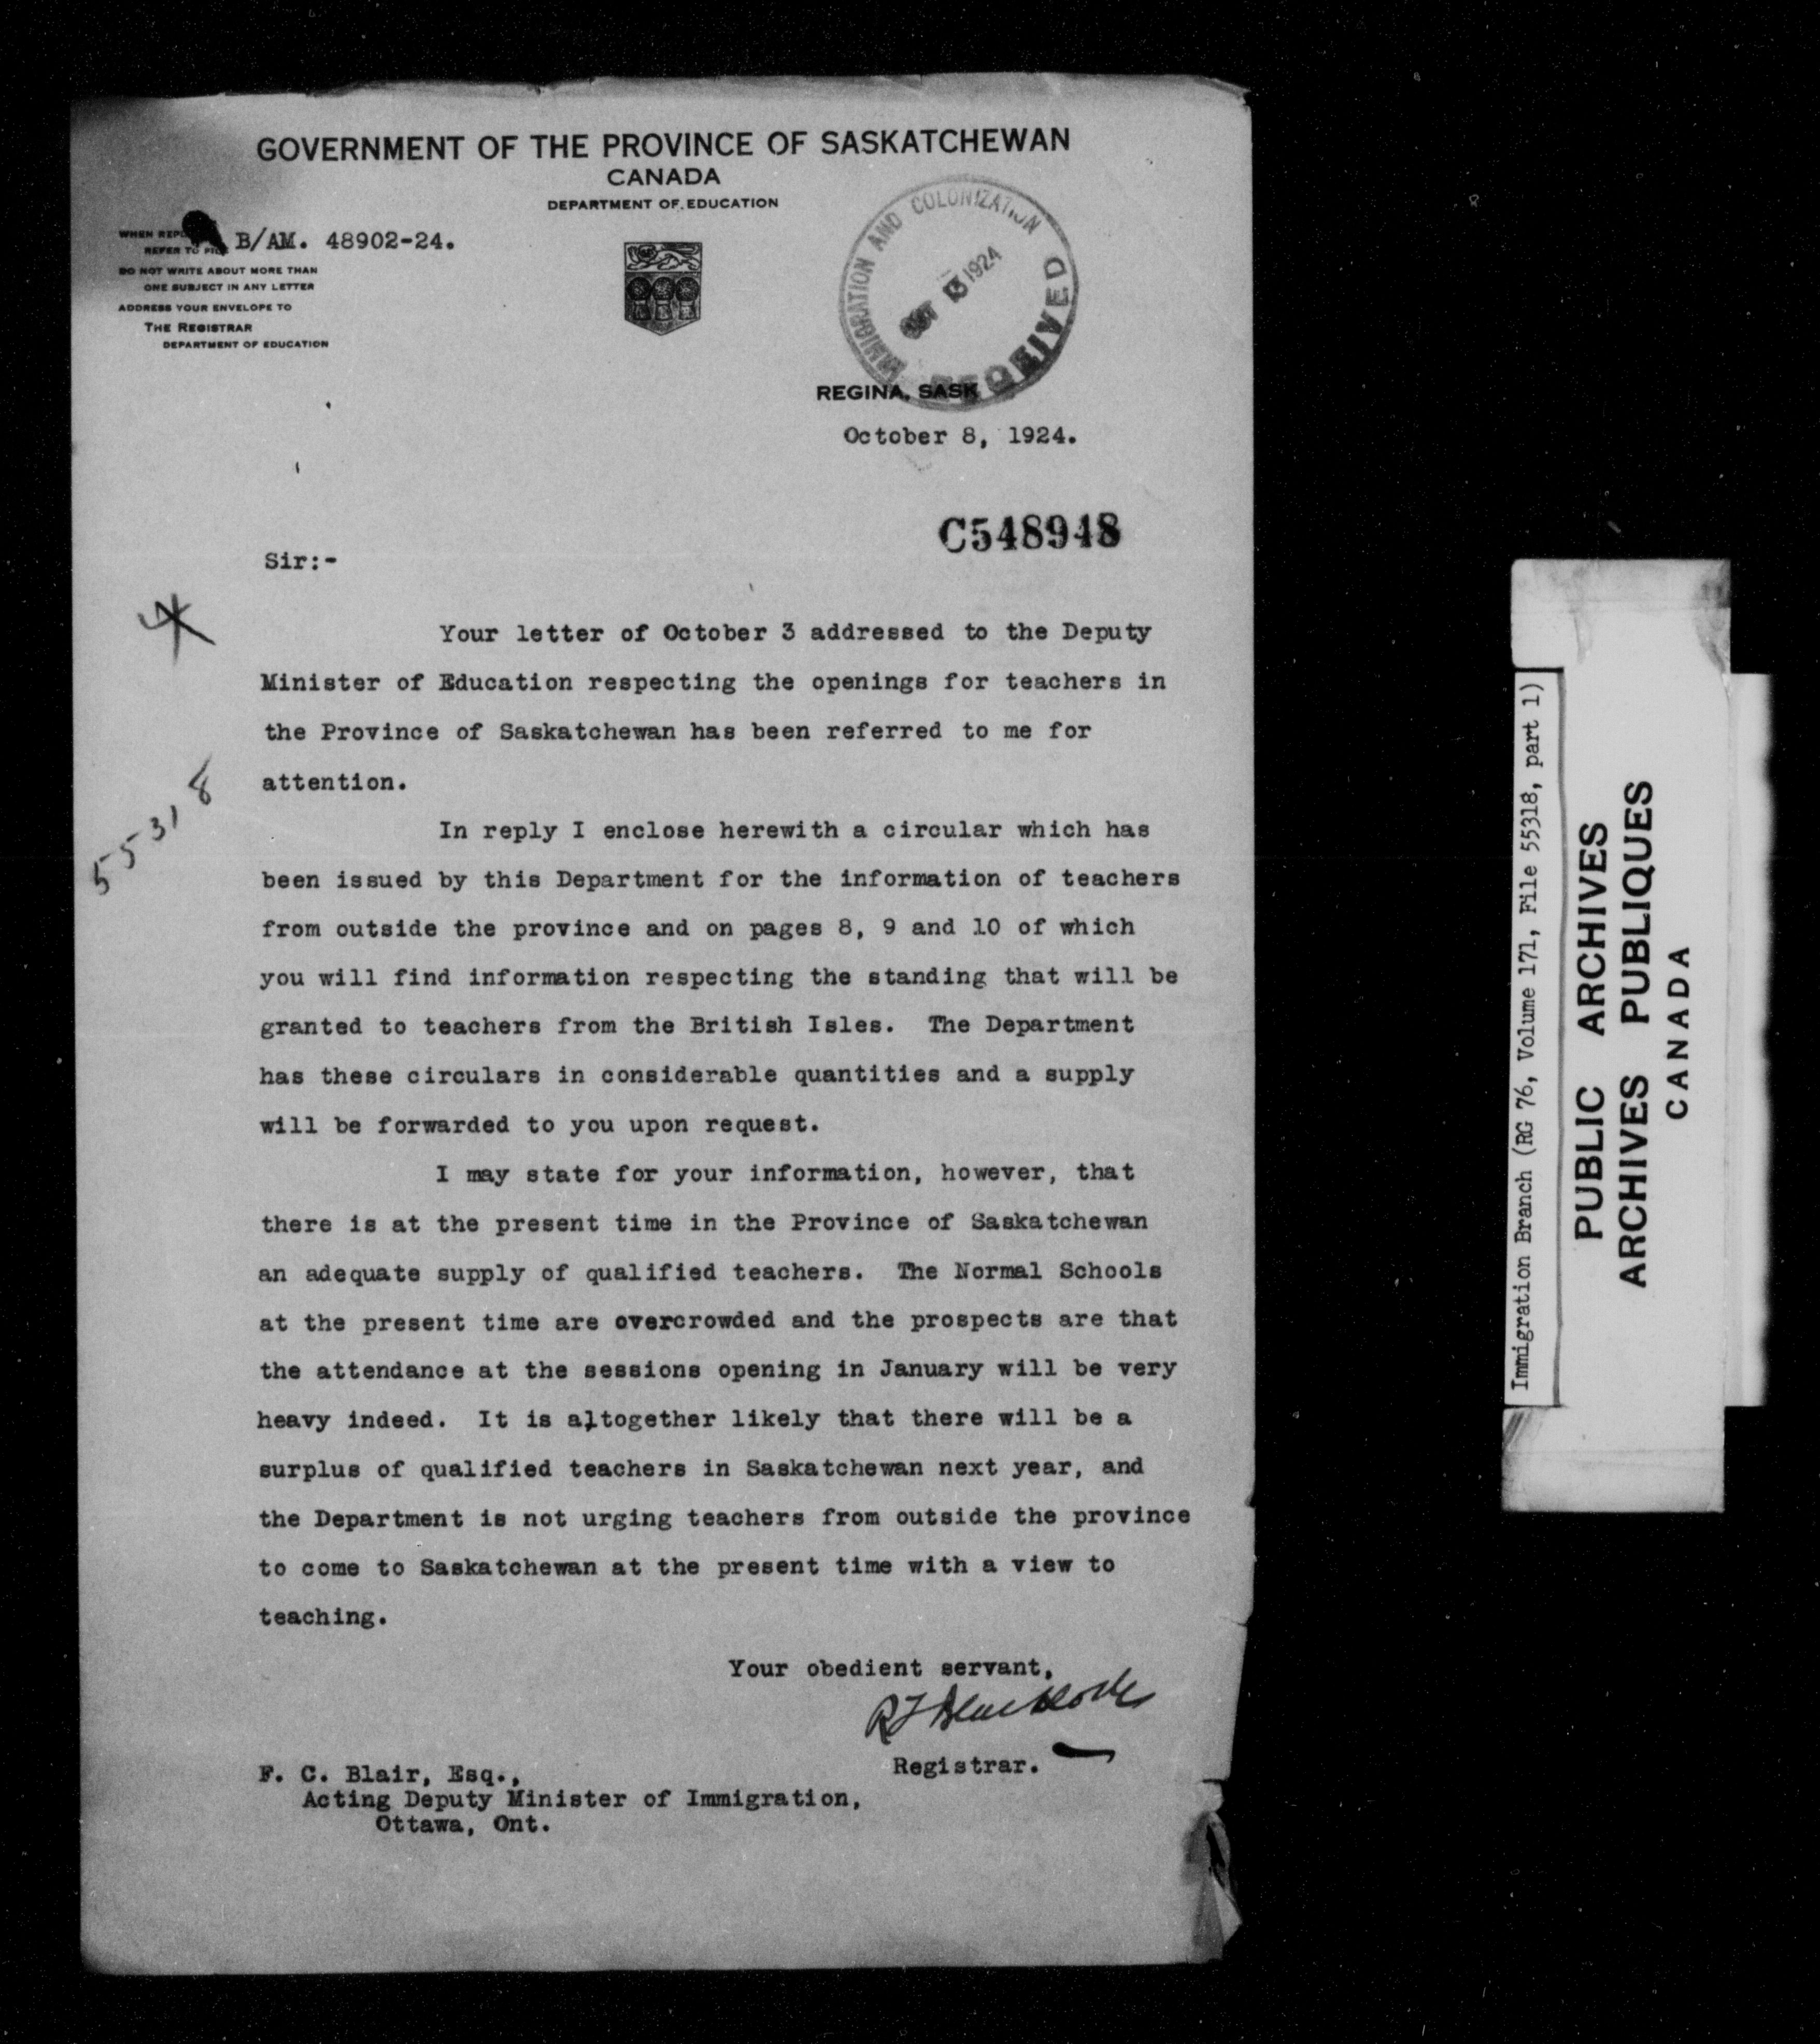 GOVERNMENT OF THE PROVINCE OF SASKATCHEWAN
CANADA
DEPARTMENT OF EDUCATION
WHEN
REFER TO
B/AM. 48902-24.
DO NOT WRITE ABOUT MORE THAN
ONE SUBJECT IN ANY LETTER
ADDRESS YOUR ENVELOPE TO
THE REGISTRAR
DEPARTMENT OF EDUCATION
IMMIGRATION AND COLONIZATION
OCT 13 1924
RECEIVED
REGINA, SASK
October 8, 1924.
C548948
Sir:-
Your letter of October 3 addressed to the Deputy
Minister of Education respecting the openings for teachers in
the Province of Saskatchewan has been referred to me for
attention.
55318
In reply I enclose herewith a circular which has
been issued by this Department for the information of teachers
from outside the province and on pages 8, 9 and 10 of which
you will find information respecting the standing that will be
granted to teachers from the British Isles. The Department
has these circulars in considerable quantities and a supply
will be forwarded to you upon request.
I may state for your information, however, that
there is at the present time in the Province of Saskatchewan
an adequate supply of qualified teachers. The Normal Schools
at the present time are overcrowded and the prospects are that
the attendance at the sessions opening in January will be very
heavy indeed. It is altogether likely that there will be a
surplus of qualified teachers in Saskatchewan next year, and
the Department is not urging teachers from outside the province
to come to Saskatchewan at the present time with a view to
teaching.
Your obedient servant,
Registrar.
F. C. Blair, Esq.,
Acting Deputy Minister of Immigration,
Ottawa, Ont.
Immigration Branch (RG 76, Volume 171, File 55318, part 1)
PUBLIC ARCHIVES
ARCHIVES PUBLIQUES
CANADA